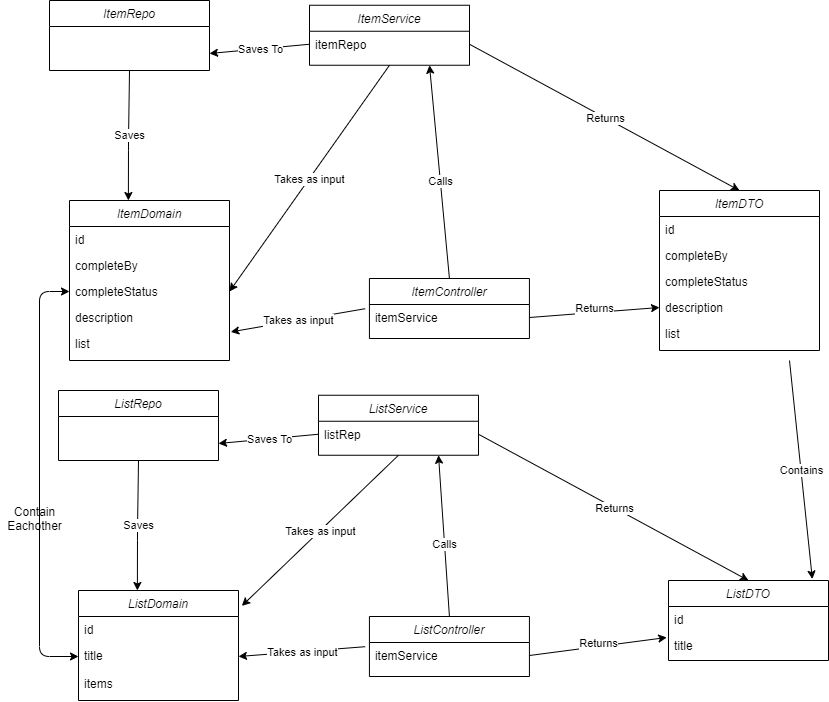 ItemRepo
ItemService
itemRepo
Saves To
Saves
Returns
Takes as input
Calls
ItemDomain
id
completeBy
completeStatus
description
list
ItemDTO
id
completeBy
completeStatus
description
list
ItemController
itemService
Takes as input
Returns
ListRepo
ListService
listRep
Saves To
Contains
Contain
Eachother
Saves
Takes as input
Calls
Returns
ListDomain
id
title
items
ListController
itemService
Takes as input
Returns
ListDTO
id
title